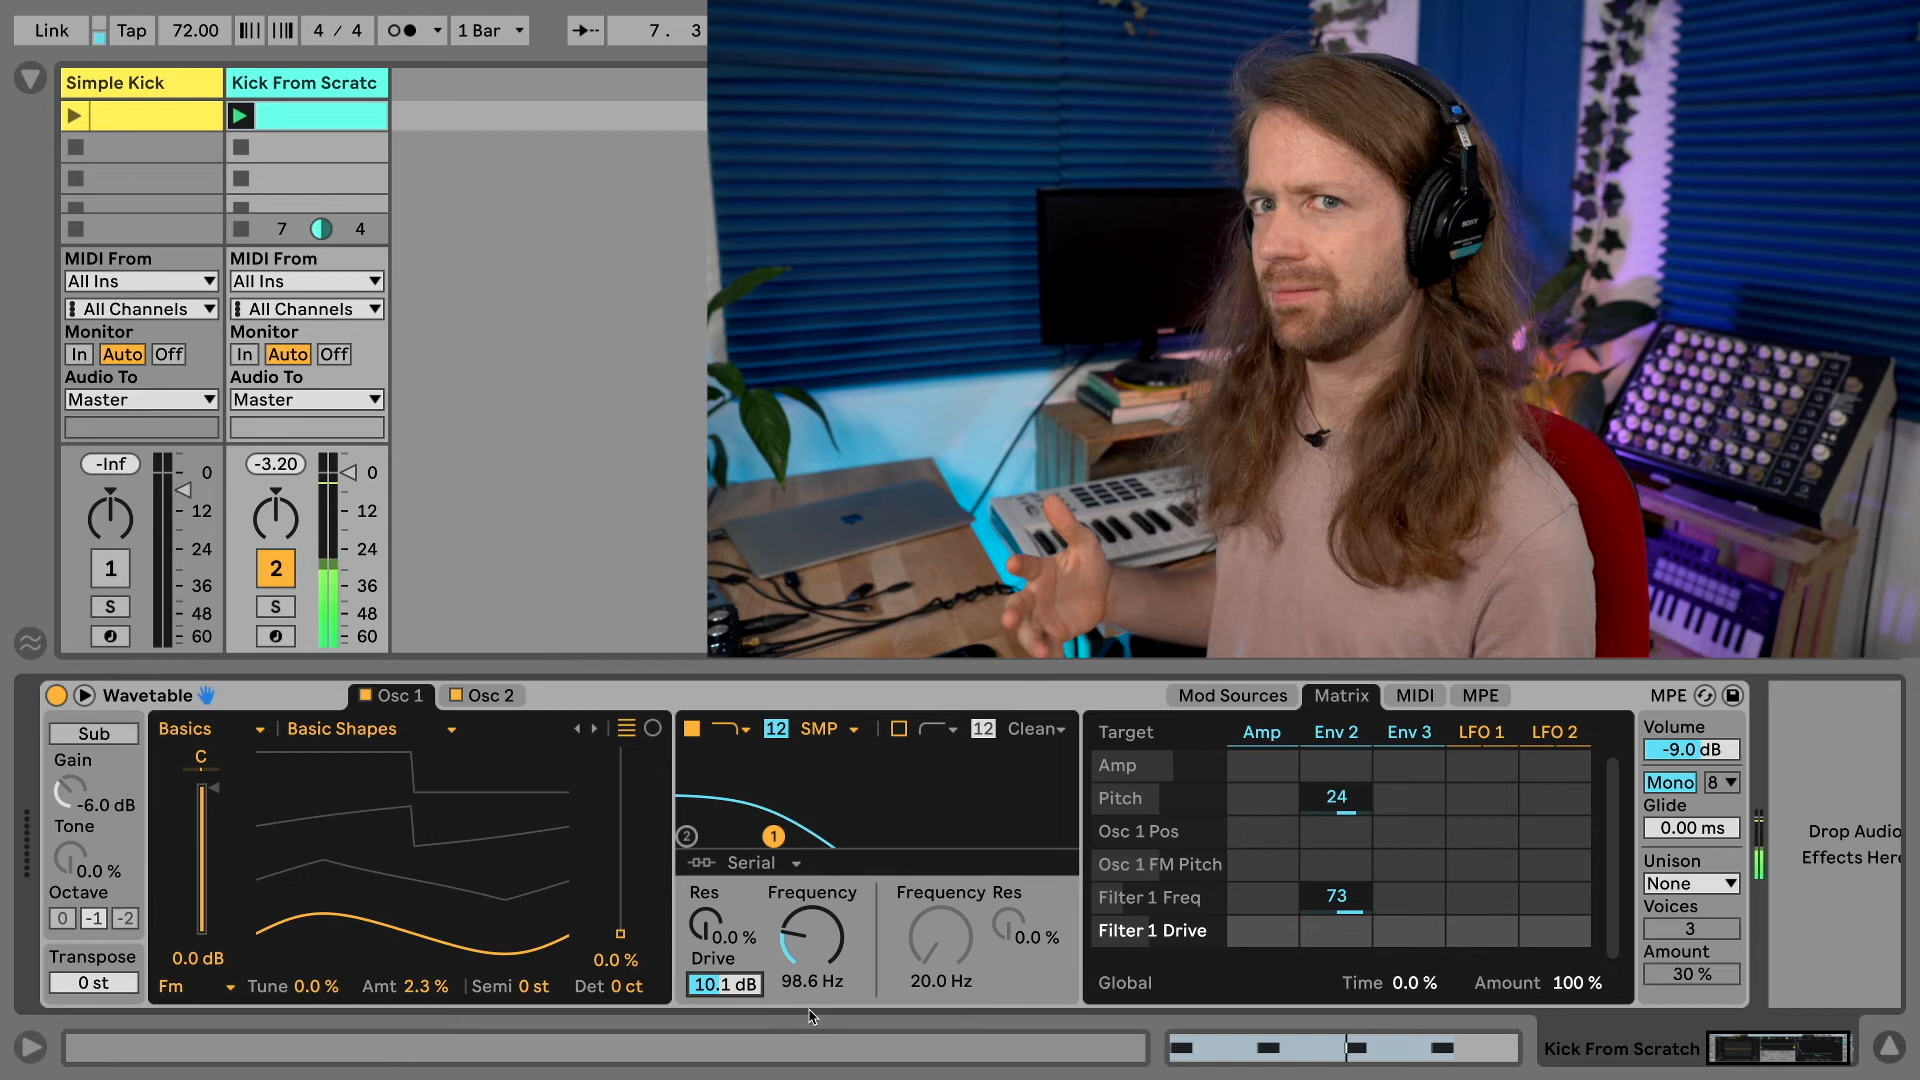 Link Tap 72.00 4 / 4 1 Bar 7. 3
Simple Kick Kick From Scratc
7 4
MIDI From MIDI From
All Ins All Ins
All Channels All Channels
Monitor Monitor
In Auto Off In Auto Off
Audio To Audio To
Master Master
-Inf 0 -3.20 0
12 12
24 24
1 36 2 36
S 48 S 48
60 60
SONY
Wavetable Osc 1 Osc 2 Mod Sources Matrix MIDI MPE MPE
Sub Basics Basic Shapes 12 SMP 12 Clean Target Amp Env 2 Env 3 LFO 1 LFO 2 Volume
-9.0 dB
Gain C Amp
-6.0 dB Pitch 24 Mono 8
Tone 2 1 Osc 1 Pos Glide
0.00 ms
0.0 % Serial Osc 1 FM Pitch Unison
Octave Res Frequency Frequency Res Filter 1 Freq 73 None
0 -1 -2 0.0 % 0.0 % Filter 1 Drive Voices
3
Transpose 0.0 dB 0.0 % Drive Amount
0 st Fm Tune 0.0 % Amt 2.3 % Semi 0 st Det 0 ct 10.1 dB 98.6 Hz 20.0 Hz Global Time 0.0 % Amount 100 % 30 %
Drop Audio
Effects Here
Kick From Scratch